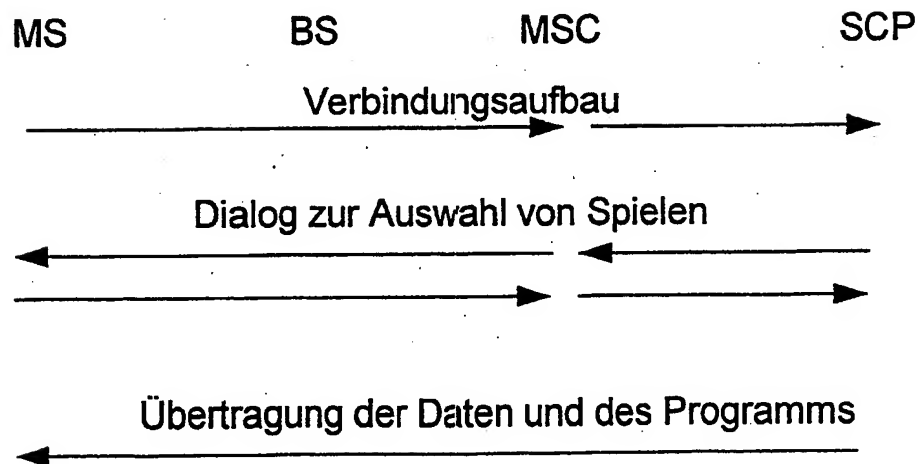 MS BS MSC SCP
Verbindungsaufbau
Dialog zur Auswahl von Spielen
Übertragung der Daten und des Programms